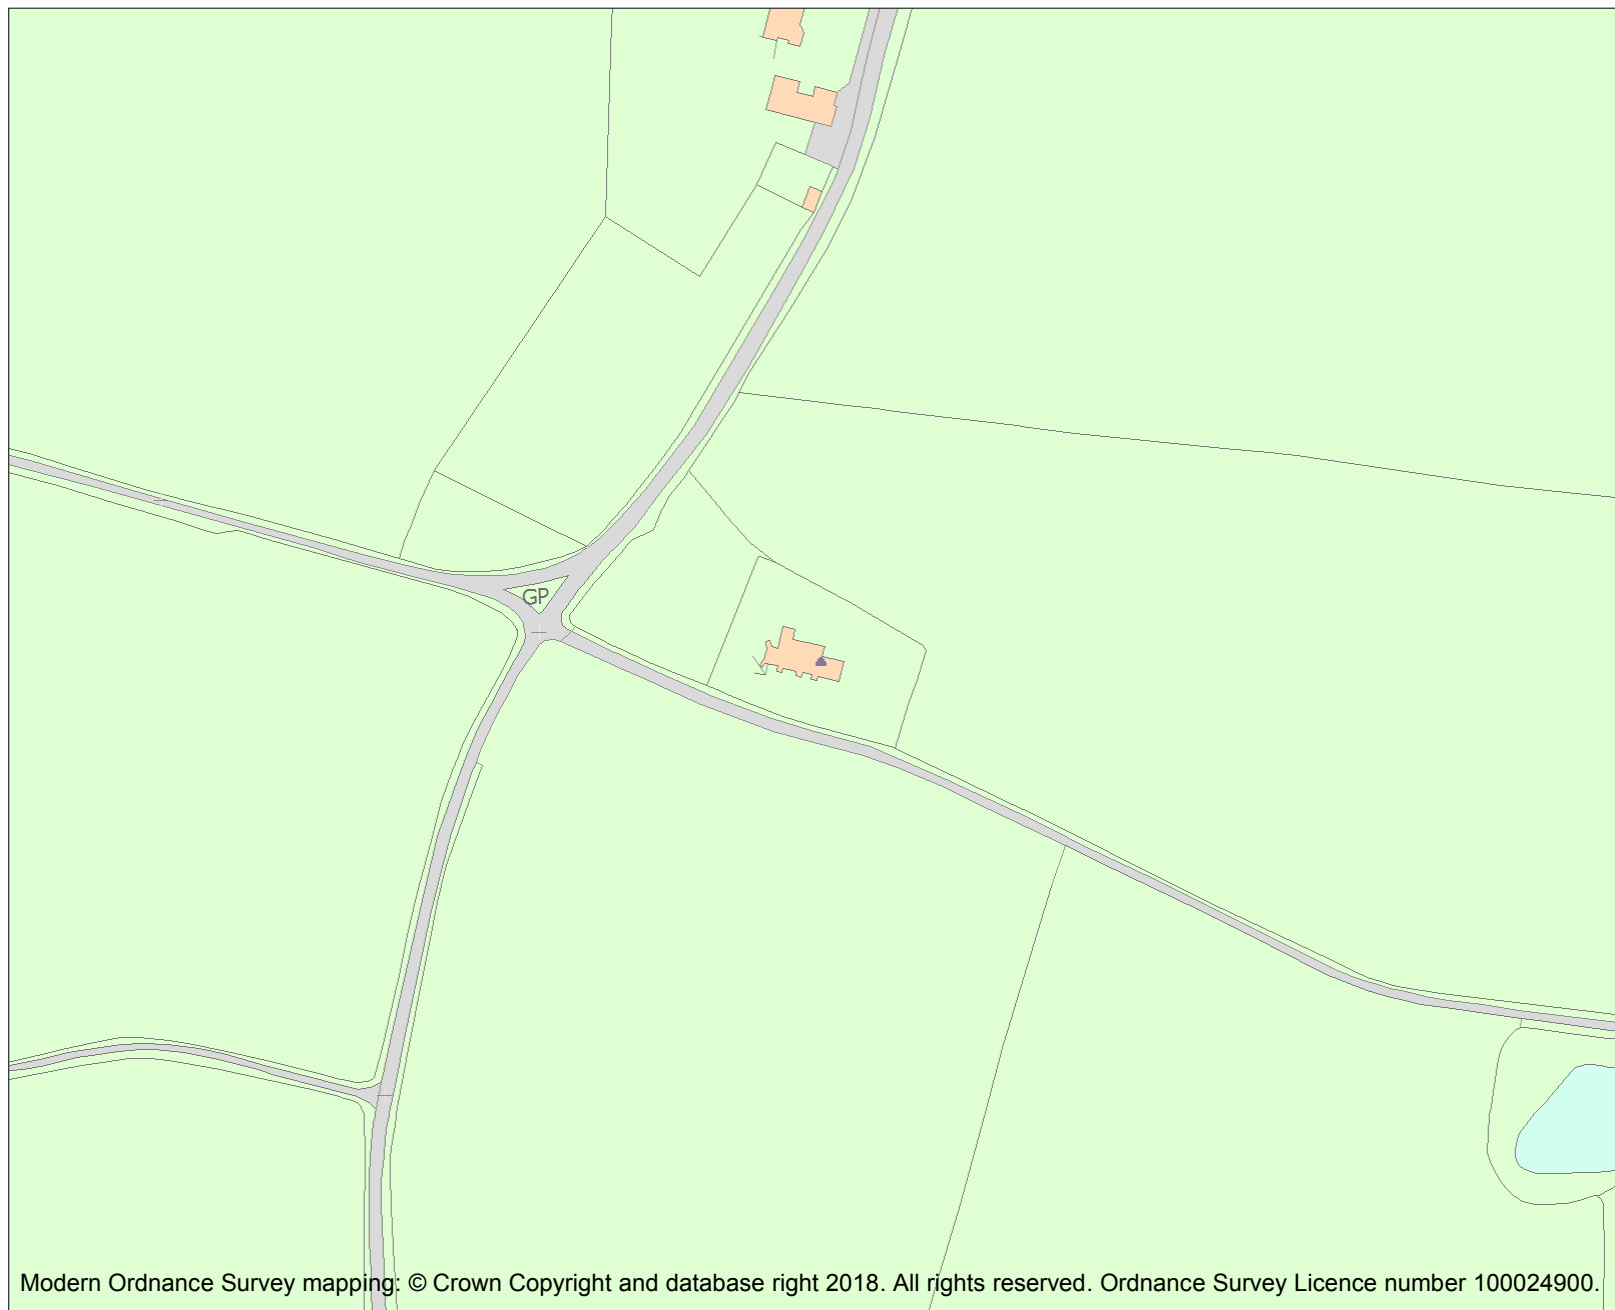 GP
Modern Ordnance Survey mapping: © Crown Copyright and database right 2018. All rights reserved. Ordnance Survey Licence number 100024900.